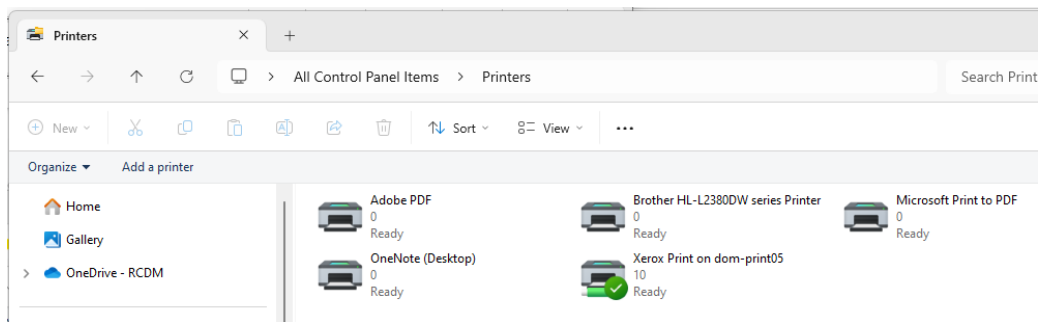 Printers
All Control Panel Items > Printers
Search Print
New
Sort
View
Organize
Add a printer
Home
Gallery
OneDrive - RCDM
Adobe PDF
0
Ready
Brother HL-L2380DW series Printer
0
Ready
Microsoft Print to PDF
0
Ready
OneNote (Desktop)
0
Ready
Xerox Print on dom-print05
10
Ready